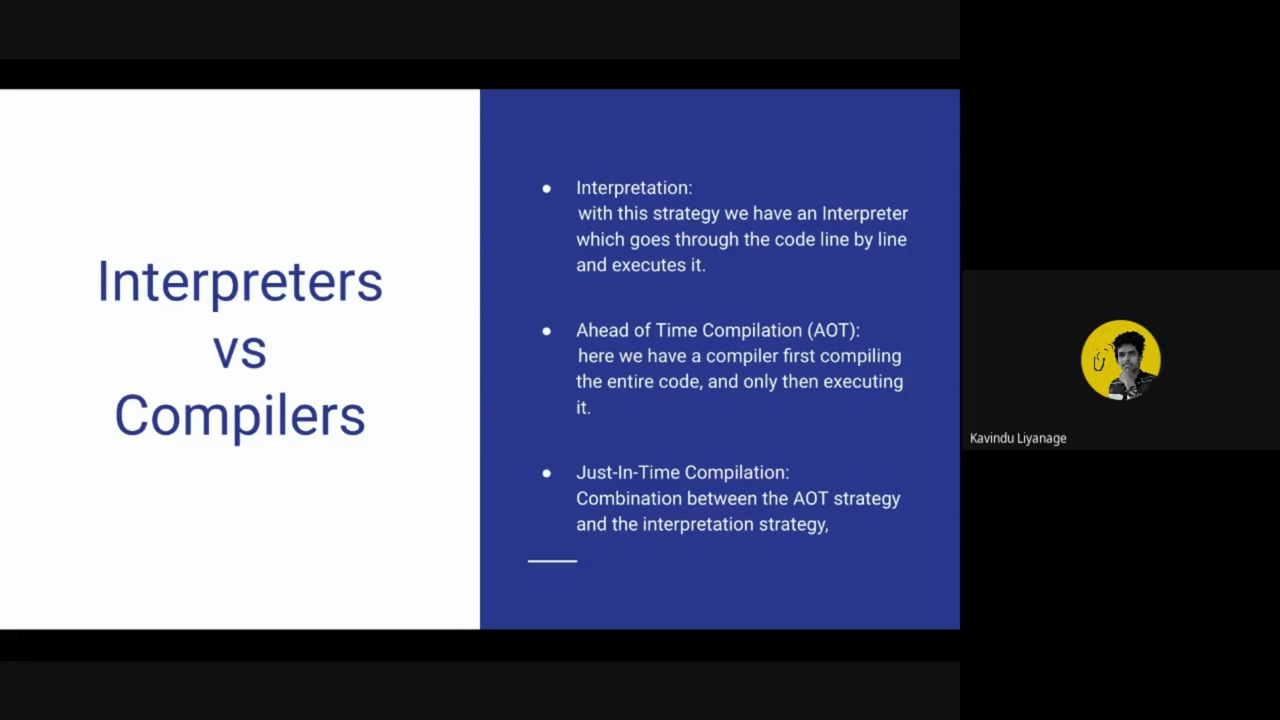 Interpreters
vs
Compilers
● Interpretation:
with this strategy we have an Interpreter
which goes through the code line by line
and executes it.
● Ahead of Time Compilation (AOT):
here we have a compiler first compiling
the entire code, and only then executing
it.
● Just-In-Time Compilation:
Combination between the AOT strategy
and the interpretation strategy,
Kavindu Liyanage